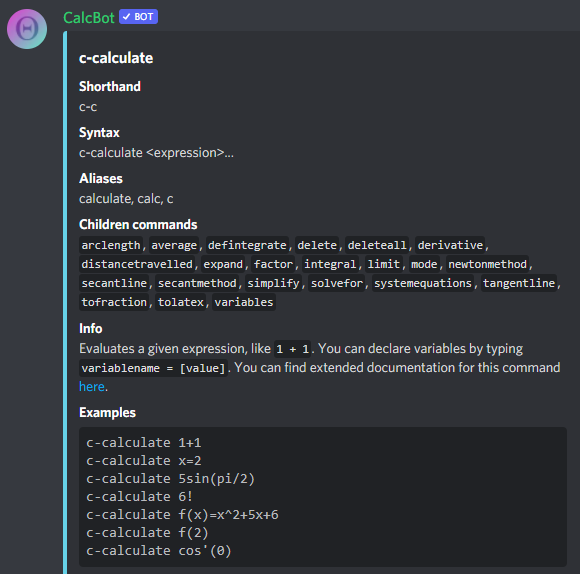 CalcBot ✓ BOT
c-calculate
Shorthand
c-c
Syntax
c-calculate <expression>...
Aliases
calculate, calc, c
Children commands
arclength, average, defintegrate, delete, deleteall, derivative,
distancetravelled, expand, factor, integral, limit, mode, newtonmethod,
secantline, secantmethod, simplify, solvefor, systemequations, tangentline,
tofraction, tolatex, variables
Info
Evaluates a given expression, like 1 + 1. You can declare variables by typing
variablename = [value]. You can find extended documentation for this command
here.
Examples
c-calculate 1+1
c-calculate x=2
c-calculate 5sin(pi/2)
c-calculate 6!
c-calculate f(x)=x^2+5x+6
c-calculate f(2)
c-calculate cos'(0)